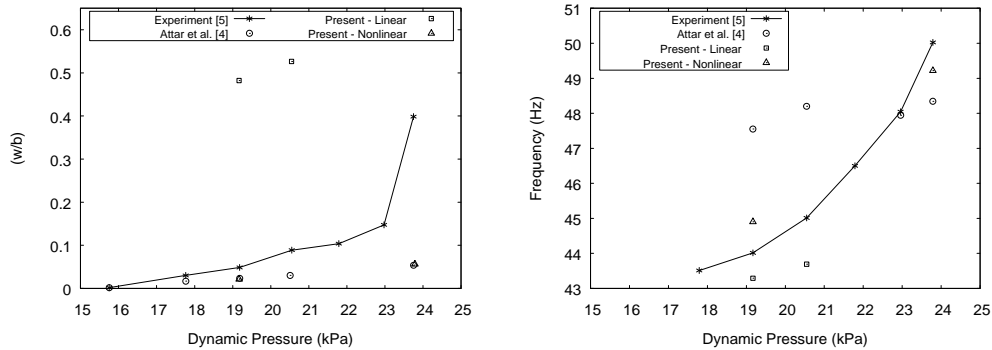 Experiment [5]
Attar et al. [4]
Present - Linear
Present - Nonlinear
0.6
0.5
0.4
0.3
0.2
0.1
0
(w/b)
15 16 17 18 19 20 21 22 23 24 25
Dynamic Pressure (kPa)
Experiment [5]
Attar et al. [4]
Present - Linear
Present - Nonlinear
51
50
49
48
47
46
45
44
43
Frequency (Hz)
15 16 17 18 19 20 21 22 23 24 25
Dynamic Pressure (kPa)